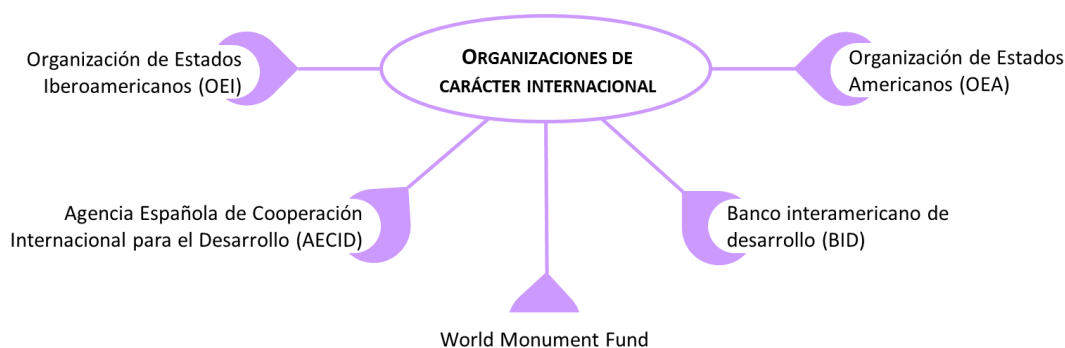 ORGANIZACIONES DE
CARÁCTER INTERNACIONAL
Organización de Estados
Iberoamericanos (OEI)
Organización de Estados
Americanos (OEA)
Agencia Española de Cooperación
Internacional para el Desarrollo (AECID)
Banco interamericano de
desarrollo (BID)
World Monument Fund